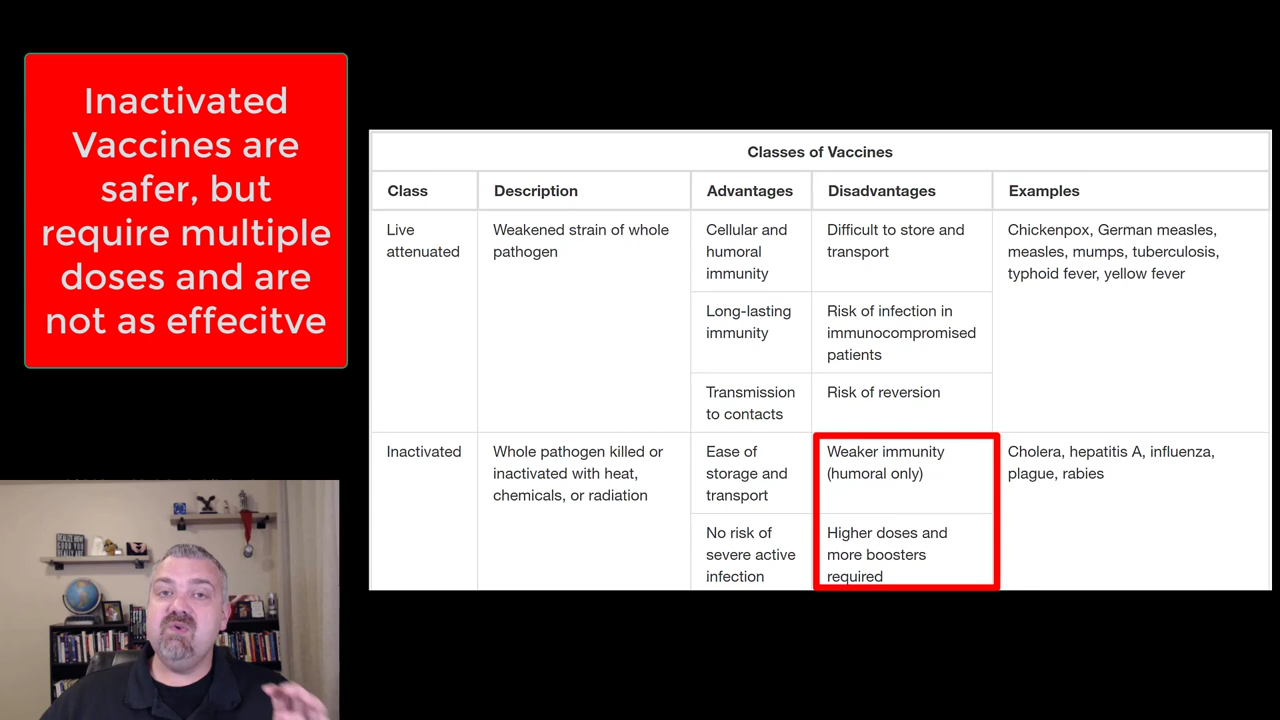 Inactivated
Vaccines are
safer, but
require multiple
doses and are
not as effecitve
Classes of Vaccines
Class
Description
Advantages
Disadvantages
Examples
Live
attenuated
Weakened strain of whole
pathogen
Cellular and
humoral
immunity
Difficult to store and
transport
Chickenpox, German measles,
measles, mumps, tuberculosis,
typhoid fever, yellow fever
Long-lasting
immunity
Risk of infection in
immunocompromised
patients
Transmission
to contacts
Risk of reversion
Inactivated
Whole pathogen killed or
inactivated with heat,
chemicals, or radiation
Ease of
storage and
transport
Weaker immunity
(humoral only)
Cholera, hepatitis A, influenza,
plague, rabies
No risk of
severe active
infection
Higher doses and
more boosters
required